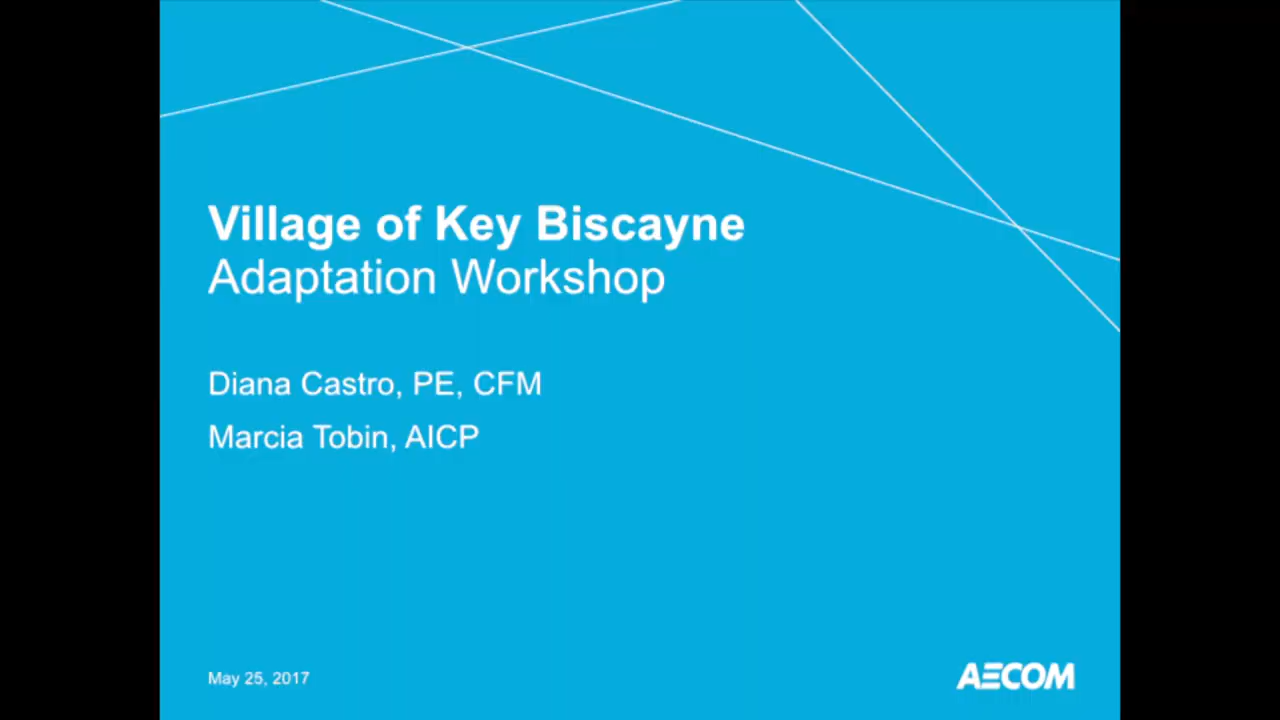 Village of Key Biscayne
Adaptation Workshop
Diana Castro, PE, CFM
Marcia Tobin, AICP
May 25, 2017
AECOM